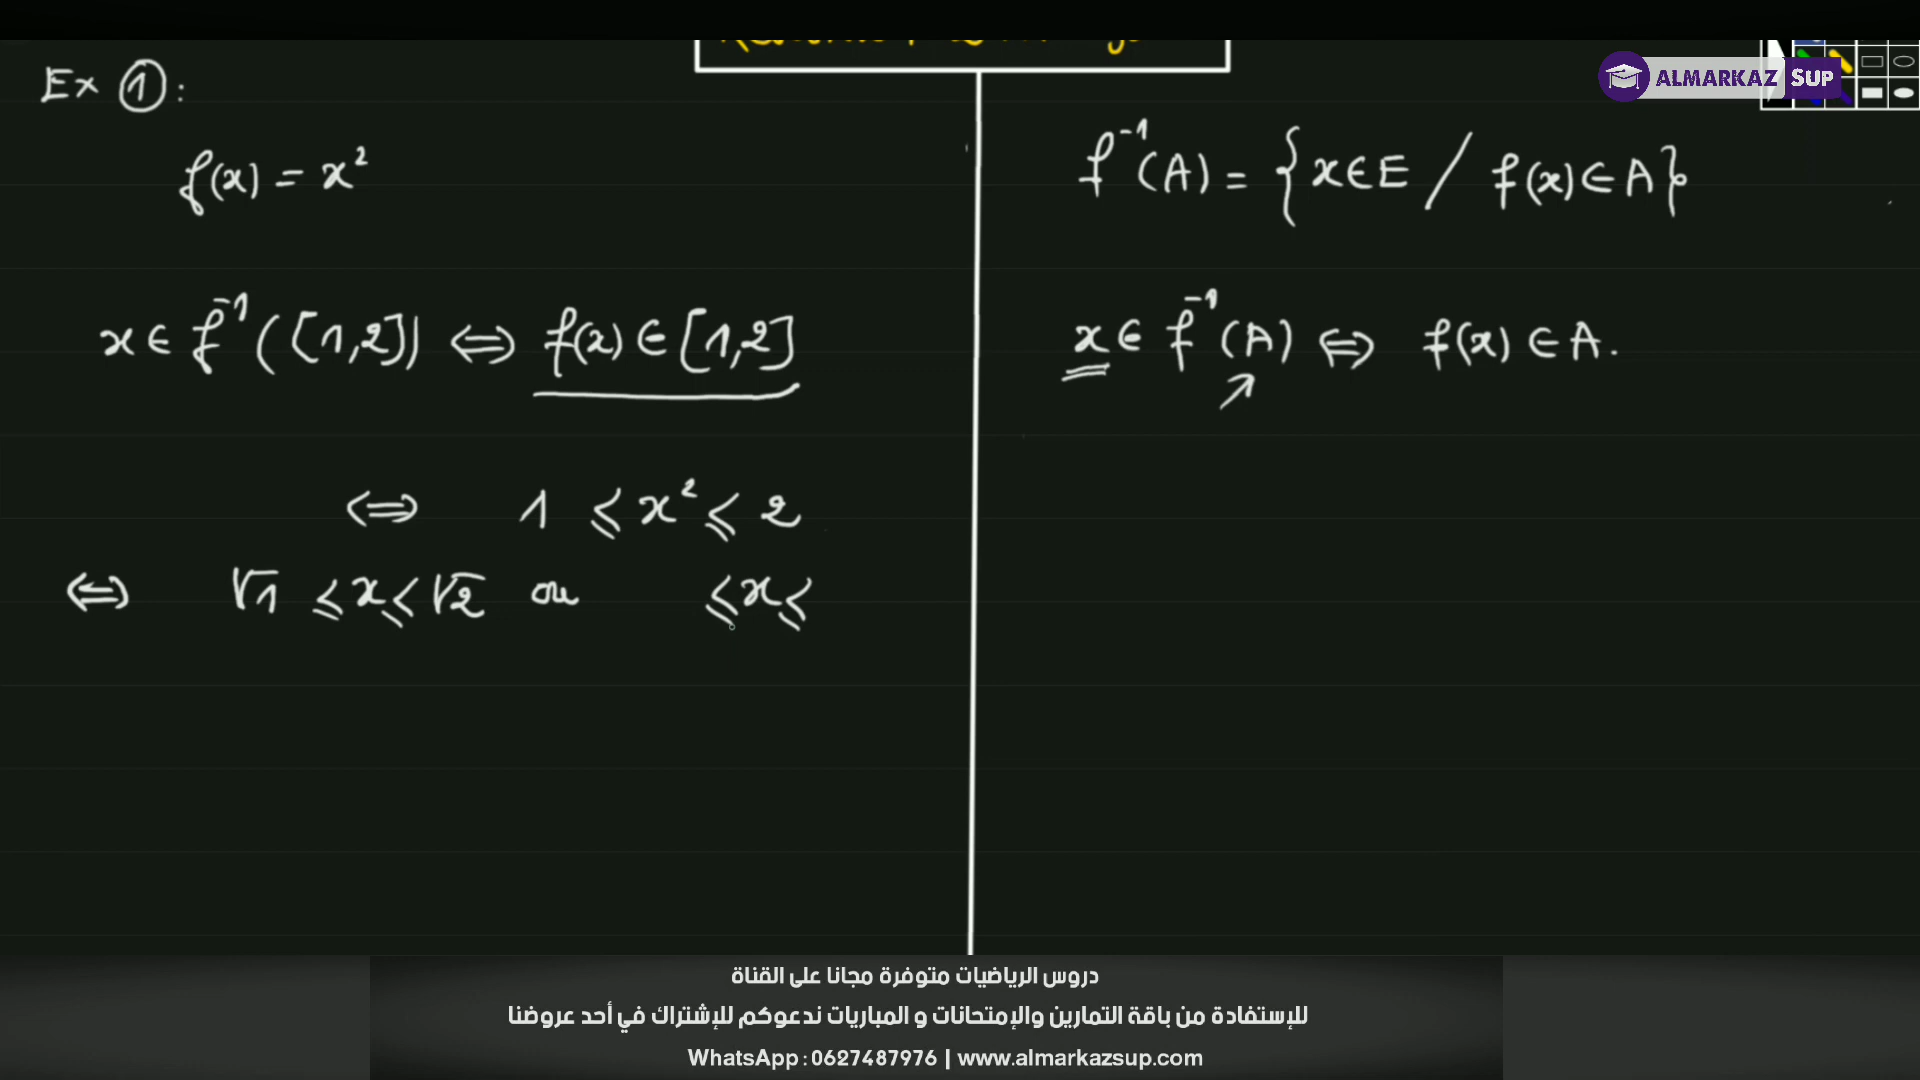 ALMARKAZ SUP
Ex ① :
f(x) = x²
x ∈ f⁻¹([1,2]) ⟺ f(x) ∈ [1,2]
⟺ 1 ⩽ x² ⩽ 2
⟺ √1 ⩽ x ⩽ √2 ou ⩽ x ⩽
f⁻¹(A) = {x ∈ E / f(x) ∈ A}
x ∈ f⁻¹(A) ⟺ f(x) ∈ A.
دروس الرياضيات متوفرة مجانا على القناة
للإستفادة من باقة التمارين والإمتحانات و المباريات ندعوكم للإشتراك في أحد عروضنا
WhatsApp : 0627487976 | www.almarkazsup.com